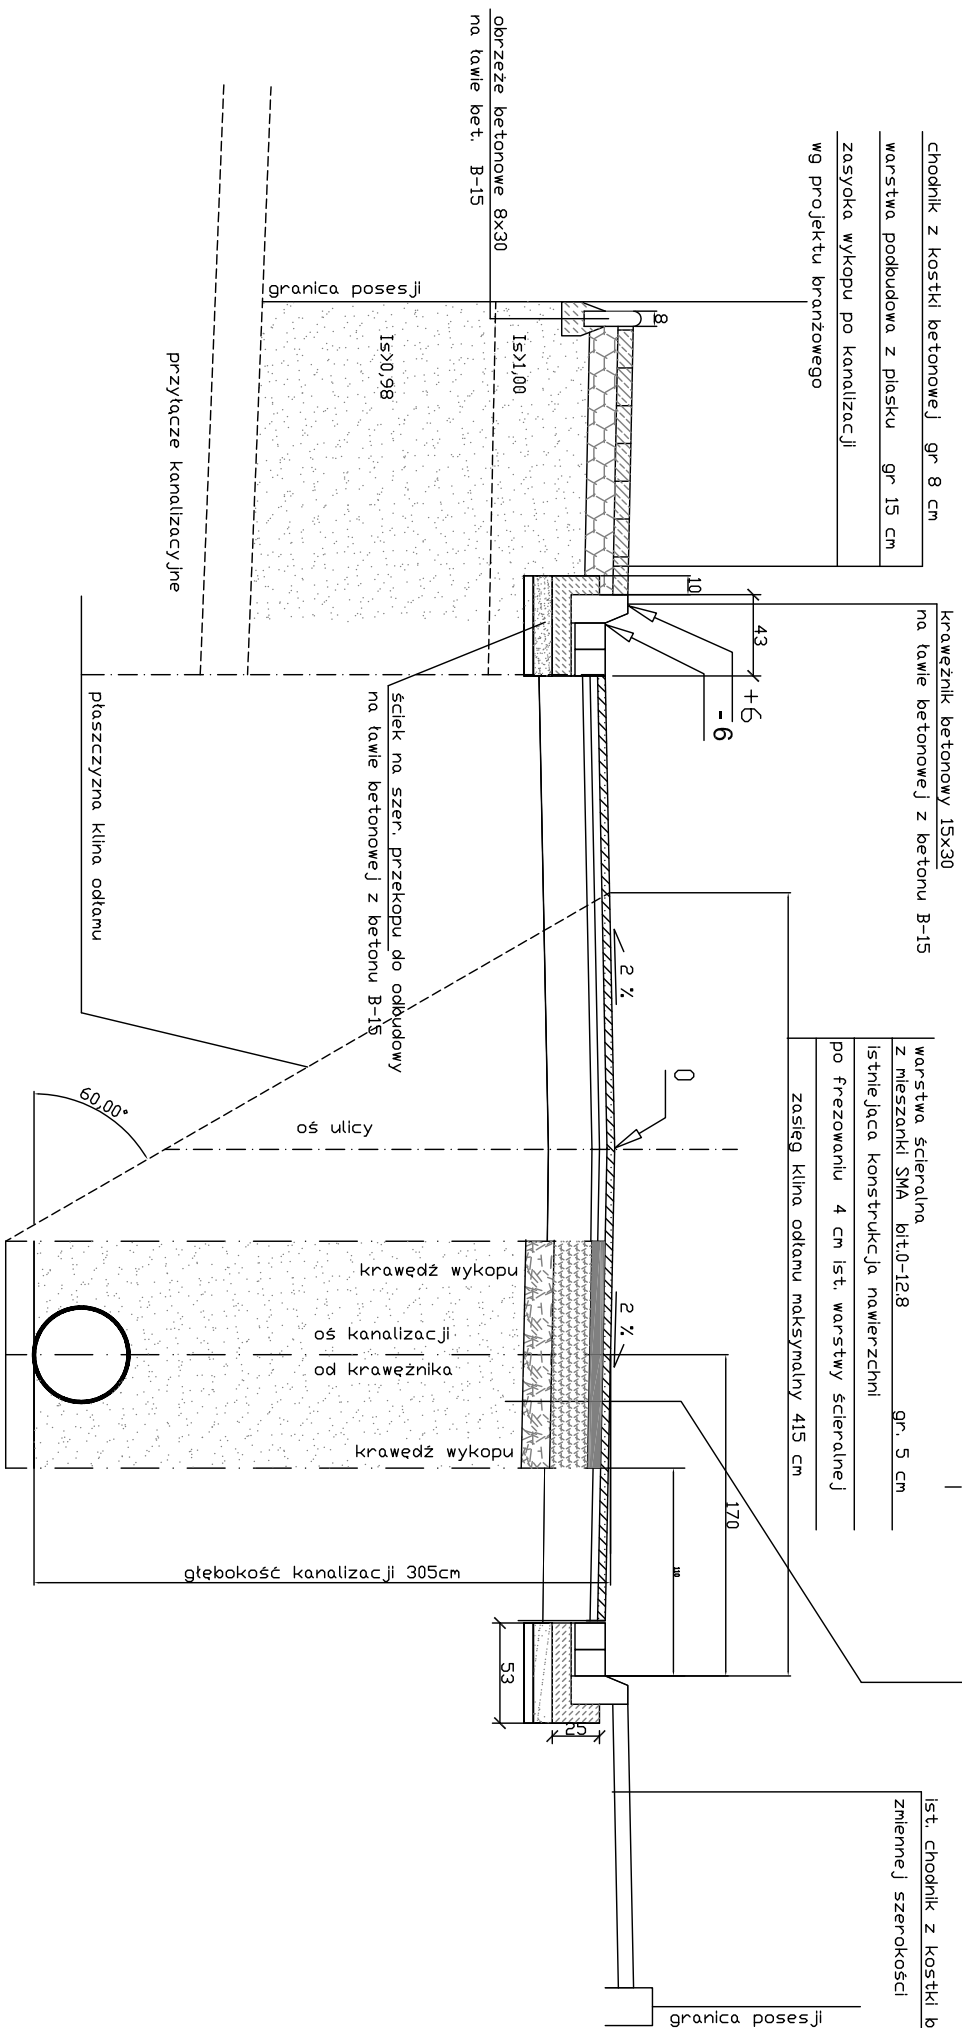 chodnik z kostki betonowej gr 8 cm
warstwa podbudowa z piasku gr 15 cm
zasyoka wykopu po kanalizacji
wg projektu branżowego
obrzeże betonowe 8x30
na ławie bet. B-15
granica posesji
8
Is>1,00
Is>0,98
przyłącze kanalizacyjne
10
43
+6
-6
krawężnik betonowy 15x30
na ławie betonowej z betonu B-15
ściek na szer. przekopu do odbudowy
na ławie betonowej z betonu B-15
płaszczyzna klina odłamu
2 %
0
60,00°
oś ulicy
warstwa ścieralna
z mieszanki SMA bit.0-12.8 gr. 5 cm
istniejąca konstrukcja nawierzchni
po frezowaniu 4 cm ist. warstwy ścieralnej
zasięg klina odłamu maksymalny 415 cm
krawędź wykopu
2 %
oś kanalizacji
od krawężnika
krawędź wykopu
170
110
głębokość kanalizacji 305cm
53
25
ist. chodnik z kostki b
zmiennej szerokości
granica posesji